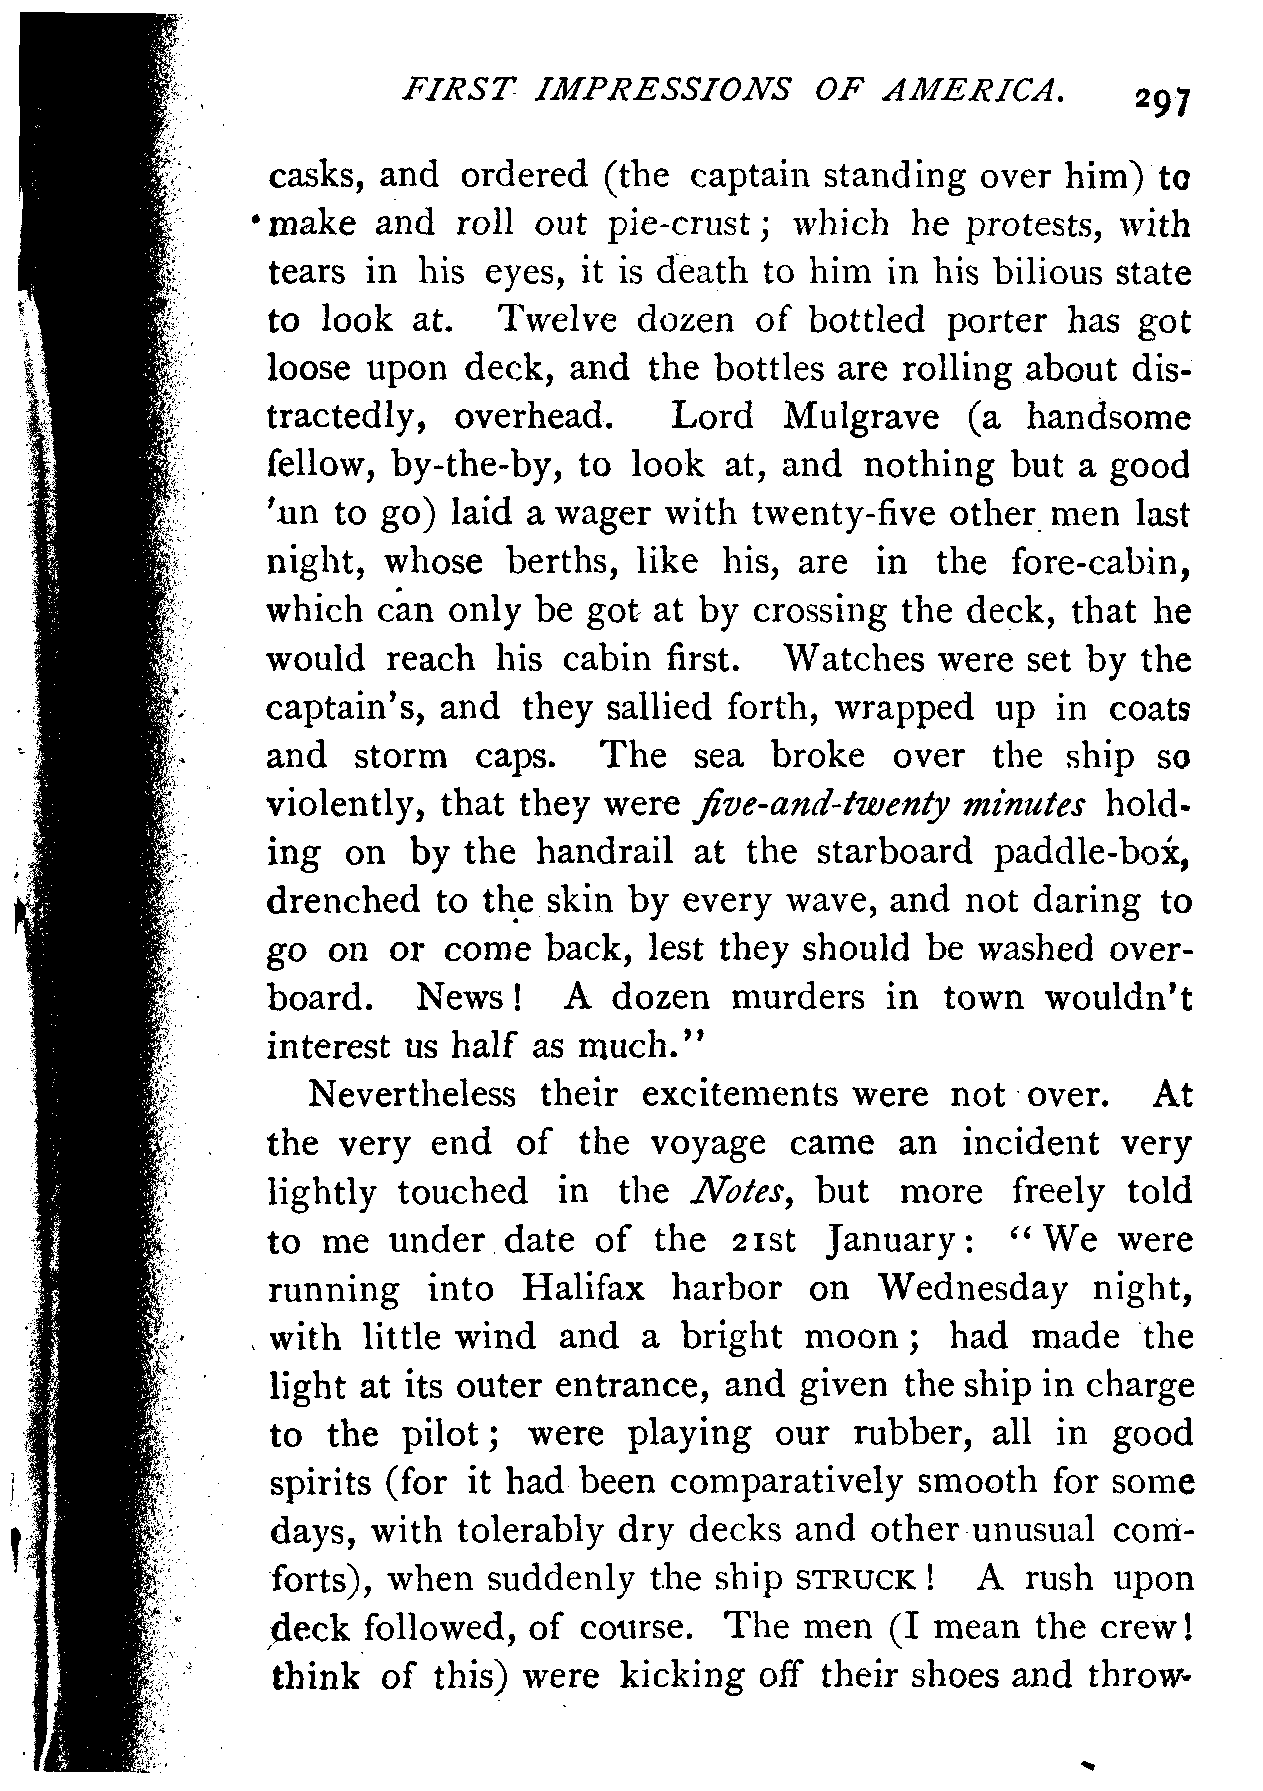 FIRST IMPRESSIONS OF AMERICA. 297
casks, and ordered (the captain standing over him) to
make and roll out pie-crust; which he protests, with
tears in his eyes, it is death to him in his bilious state
to look at. Twelve dozen of bottled porter has got
loose upon deck, and the bottles are rolling about dis-
tractedly, overhead. Lord Mulgrave (a handsome
fellow, by-the-by, to look at, and nothing but a good
'un to go) laid a wager with twenty-five other men last
night, whose berths, like his, are in the fore-cabin,
which can only be got at by crossing the deck, that he
would reach his cabin first. Watches were set by the
captain's, and they sallied forth, wrapped up in coats
and storm caps. The sea broke over the ship so
violently, that they were five-and-twenty minutes hold-
ing on by the handrail at the starboard paddle-box,
drenched to the skin by every wave, and not daring to
go on or come back, lest they should be washed over-
board. News! A dozen murders in town wouldn't
interest us half as much."
Nevertheless their excitements were not over. At
the very end of the voyage came an incident very
lightly touched in the Notes, but more freely told
to me under date of the 21st January: "We were
running into Halifax harbor on Wednesday night,
with little wind and a bright moon; had made the
light at its outer entrance, and given the ship in charge
to the pilot; were playing our rubber, all in good
spirits (for it had been comparatively smooth for some
days, with tolerably dry decks and other unusual com-
forts), when suddenly the ship STRUCK! A rush upon
deck followed, of course. The men (I mean the crew!
think of this) were kicking off their shoes and throw-